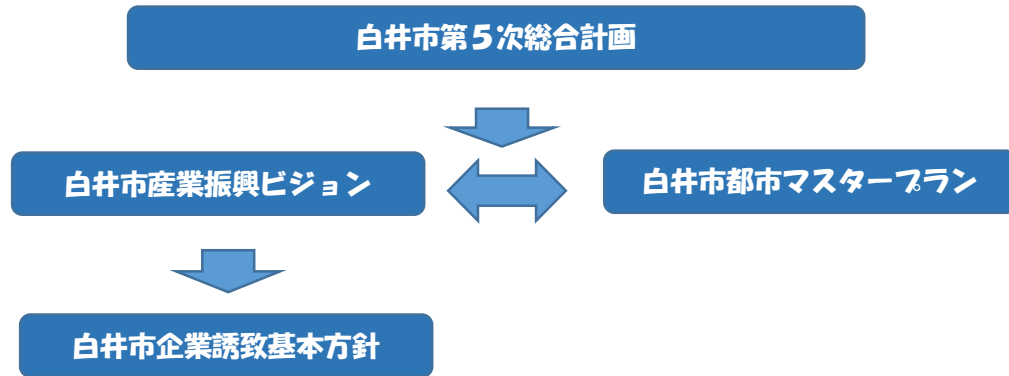 白井市第５次総合計画
白井市産業振興ビジョン
白井市都市マスタープラン
白井市企業誘致基本方針